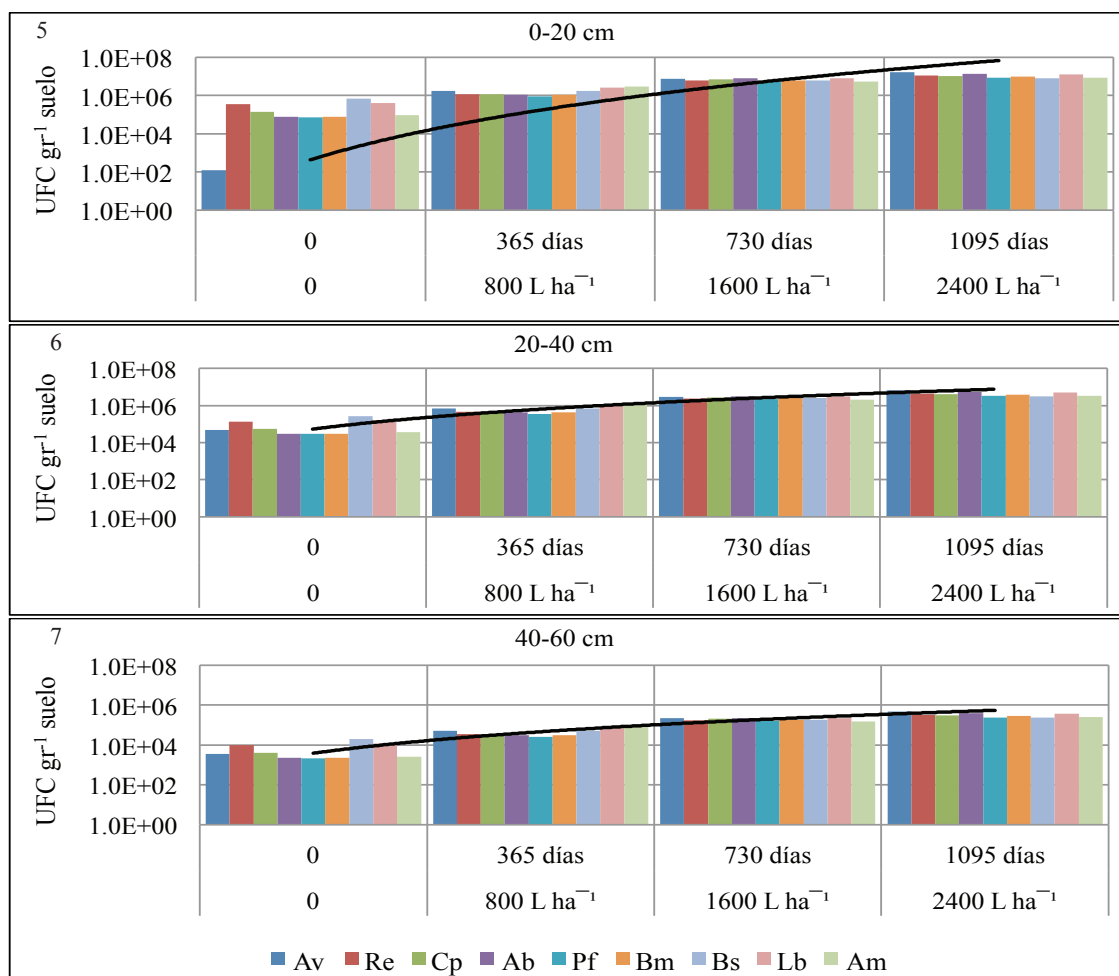 5
0-20 cm
UFC gr⁻¹ suelo
1.0E+08
1.0E+06
1.0E+04
1.0E+02
1.0E+00
0 365 días 730 días 1095 días
0 800 L ha⁻¹ 1600 L ha⁻¹ 2400 L ha⁻¹
6
20-40 cm
UFC gr⁻¹ suelo
1.0E+08
1.0E+06
1.0E+04
1.0E+02
1.0E+00
0 365 días 730 días 1095 días
0 800 L ha⁻¹ 1600 L ha⁻¹ 2400 L ha⁻¹
7
40-60 cm
UFC gr⁻¹ suelo
1.0E+08
1.0E+06
1.0E+04
1.0E+02
1.0E+00
0 365 días 730 días 1095 días
0 800 L ha⁻¹ 1600 L ha⁻¹ 2400 L ha⁻¹
Av Re Cp Ab Pf Bm Bs Lb Am